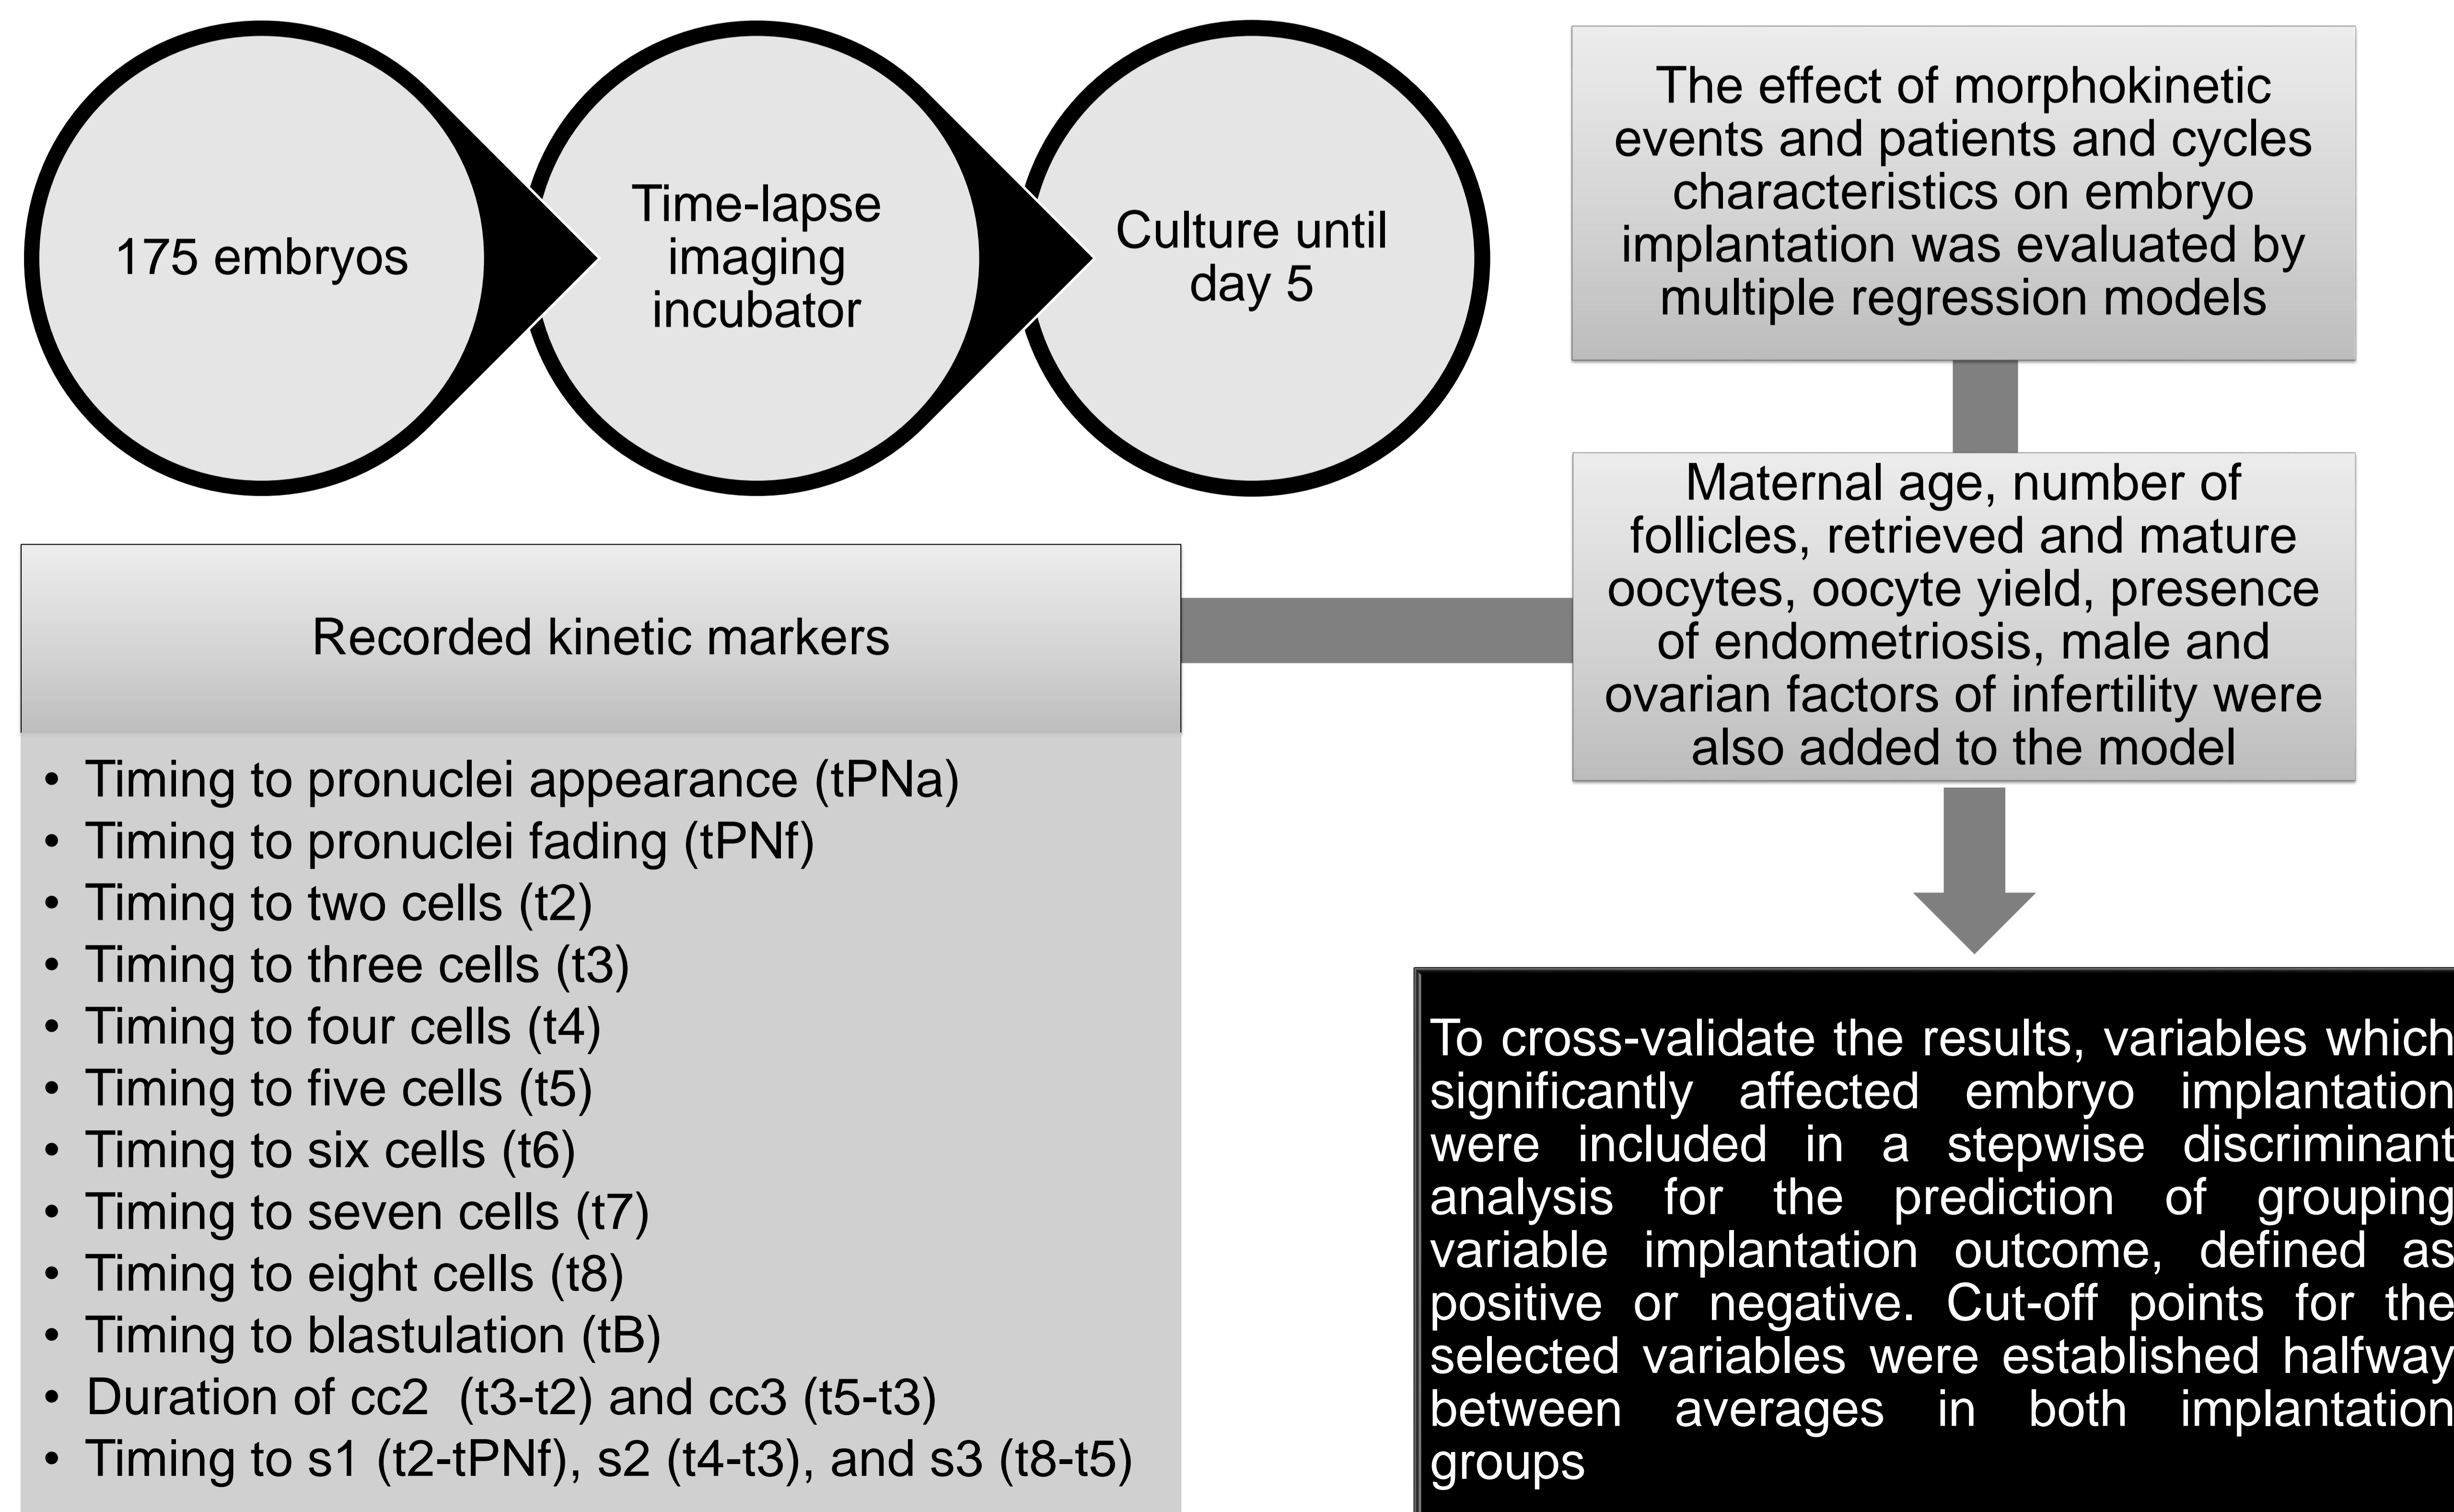 175 embryos
Time-lapse
imaging
incubator
Culture until
day 5
The effect of morphokinetic
events and patients and cycles
characteristics on embryo
implantation was evaluated by
multiple regression models
Maternal age, number of
follicles, retrieved and mature
oocytes, oocyte yield, presence
of endometriosis, male and
ovarian factors of infertility were
also added to the model
Recorded kinetic markers
• Timing to pronuclei appearance (tPNa)
• Timing to pronuclei fading (tPNf)
• Timing to two cells (t2)
• Timing to three cells (t3)
• Timing to four cells (t4)
• Timing to five cells (t5)
• Timing to six cells (t6)
• Timing to seven cells (t7)
• Timing to eight cells (t8)
• Timing to blastulation (tB)
• Duration of cc2 (t3-t2) and cc3 (t5-t3)
• Timing to s1 (t2-tPNf), s2 (t4-t3), and s3 (t8-t5)
To cross-validate the results, variables which
significantly affected embryo implantation
were included in a stepwise discriminant
analysis for the prediction of grouping
variable implantation outcome, defined as
positive or negative. Cut-off points for the
selected variables were established halfway
between averages in both implantation
groups